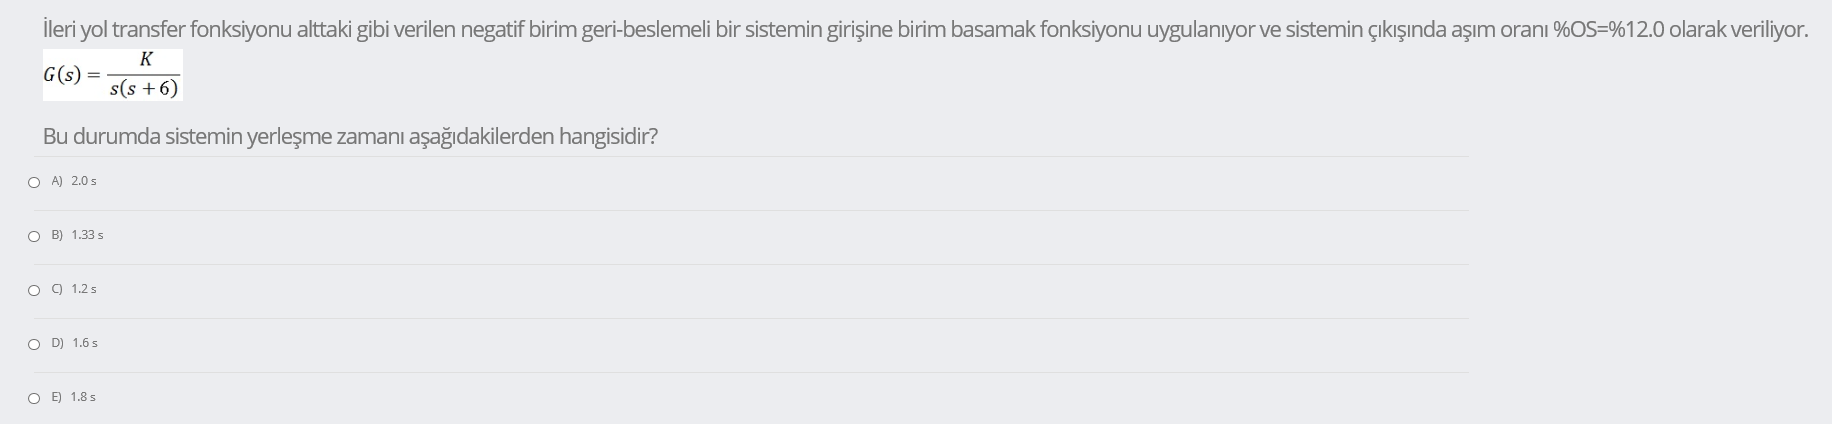 İleri yol transfer fonksiyonu alttaki gibi verilen negatif birim geri-beslemeli bir sistemin girişine birim basamak fonksiyonu uygulanıyor ve sistemin çıkışında aşım oranı %OS=%12.0 olarak veriliyor.
G(s) = K / s(s + 6)
Bu durumda sistemin yerleşme zamanı aşağıdakilerden hangisidir?
A) 2.0 s
B) 1.33 s
C) 1.2 s
D) 1.6 s
E) 1.8 s